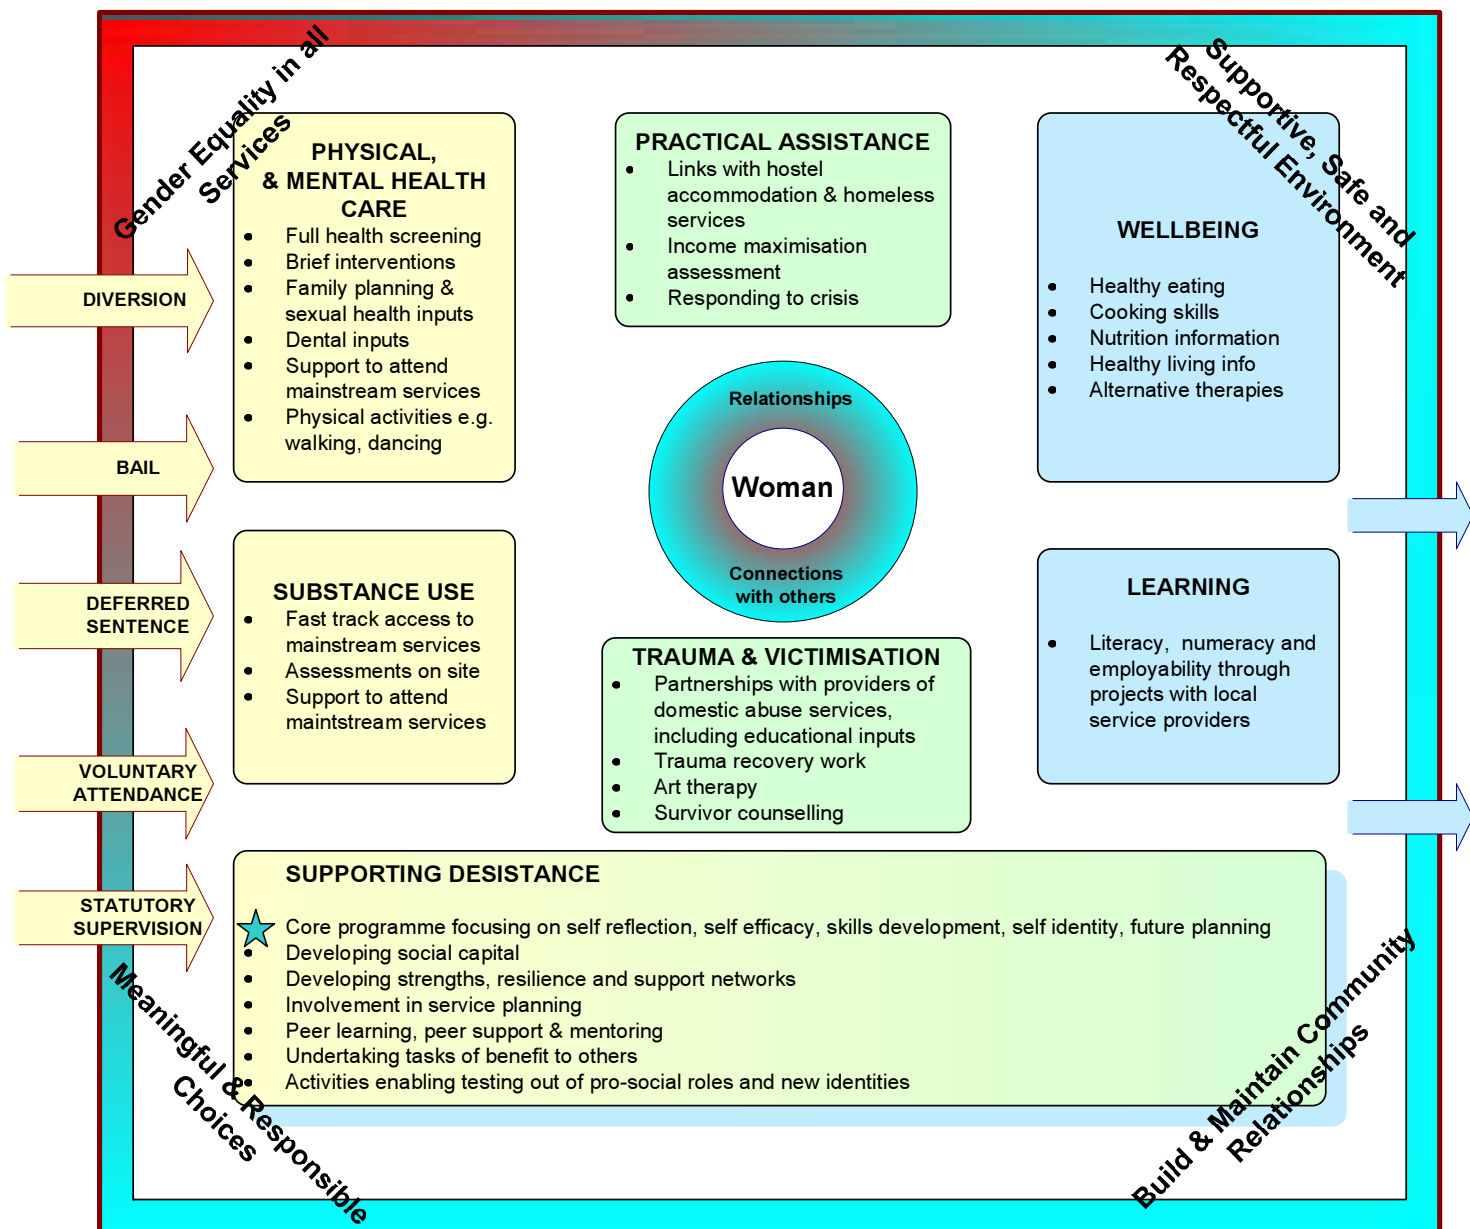 Gender Equality in all
Services
Supportive, Safe and
Respectful Environment
DIVERSION
BAIL
DEFERRED
SENTENCE
VOLUNTARY
ATTENDANCE
STATUTORY
SUPERVISION
PHYSICAL,
& MENTAL HEALTH
CARE
• Full health screening
• Brief interventions
• Family planning &
sexual health inputs
• Dental inputs
• Support to attend
mainstream services
• Physical activities e.g.
walking, dancing
SUBSTANCE USE
• Fast track access to
mainstream services
• Assessments on site
• Support to attend
maintstream services
PRACTICAL ASSISTANCE
• Links with hostel
accommodation & homeless
services
• Income maximisation
assessment
• Responding to crisis
Relationships
Woman
Connections
with others
TRAUMA & VICTIMISATION
• Partnerships with providers of
domestic abuse services,
including educational inputs
• Trauma recovery work
• Art therapy
• Survivor counselling
WELLBEING
• Healthy eating
• Cooking skills
• Nutrition information
• Healthy living info
• Alternative therapies
LEARNING
• Literacy, numeracy and
employability through
projects with local
service providers
SUPPORTING DESISTANCE
Core programme focusing on self reflection, self efficacy, skills development, self identity, future planning
• Developing social capital
• Developing strengths, resilience and support networks
• Involvement in service planning
• Peer learning, peer support & mentoring
• Undertaking tasks of benefit to others
• Activities enabling testing out of pro-social roles and new identities
Meaningful & Responsible
Choices
Build & Maintain Community
Relationships